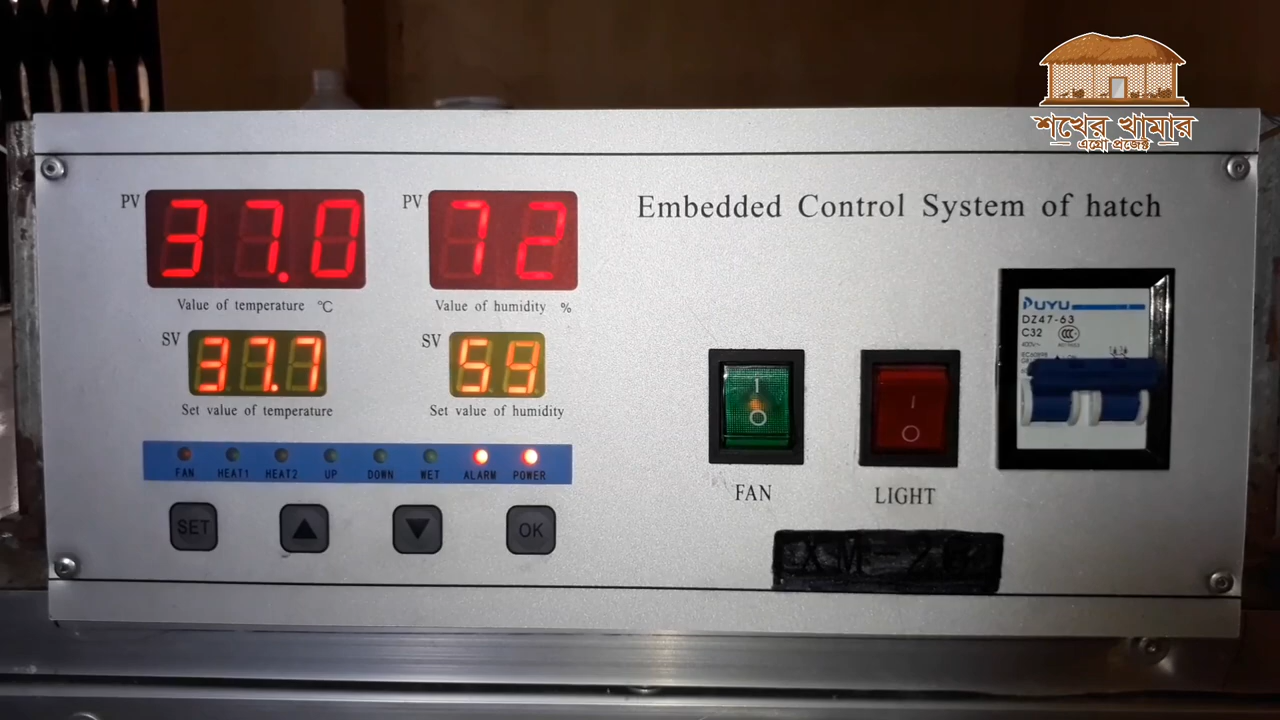 শখের খামার
এগ্রো প্রজেক্ট
Embedded Control System of hatch
PV 37.0
Value of temperature ℃
PV 72
Value of humidity %
SV 37.7
Set value of temperature
SV 59
Set value of humidity
FAN HEAT1 HEAT2 UP DOWN WET ALARM POWER
SET ▲ ▼ OK
PUYU
DZ47-63
C32
400V~
I O
FAN
I O
LIGHT